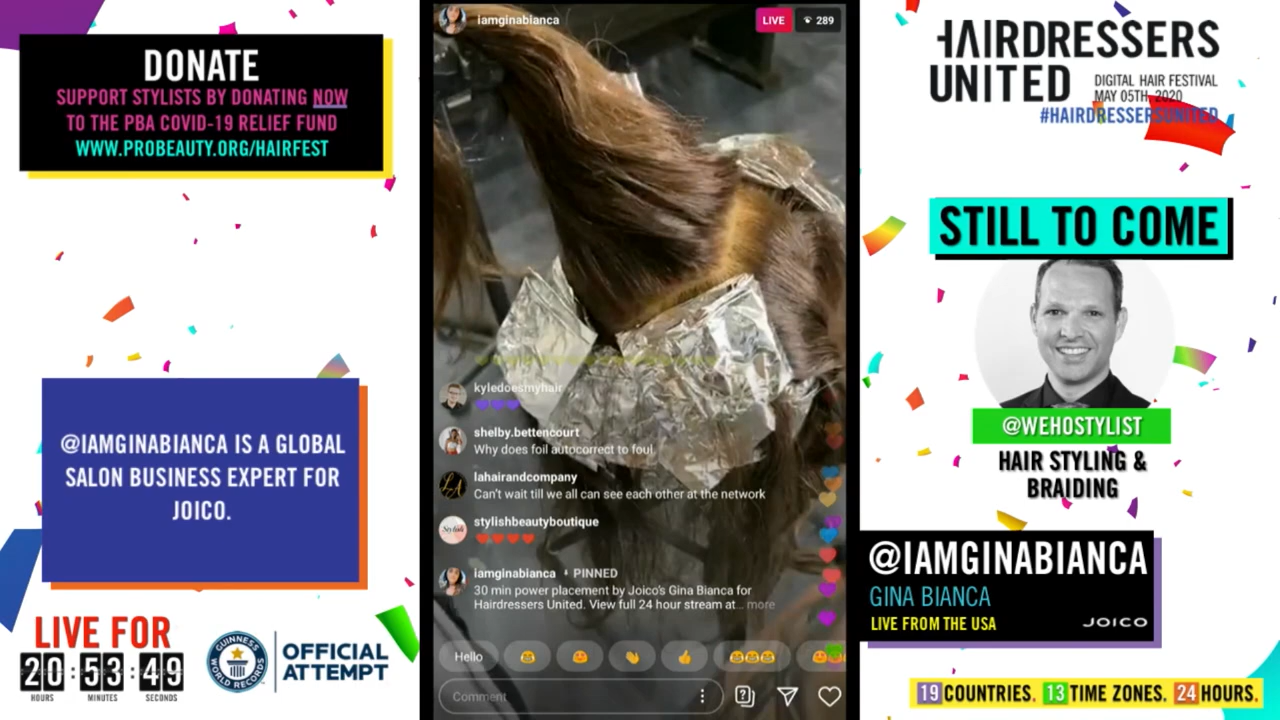 DONATE
SUPPORT STYLISTS BY DONATING NOW
TO THE PBA COVID-19 RELIEF FUND
WWW.PROBEAUTY.ORG/HAIRFEST
@IAMGINABIANCA IS A GLOBAL
SALON BUSINESS EXPERT FOR
JOICO.
LIVE FOR
20:53:49
HOURS MINUTES SECONDS
GUINNESS WORLD RECORDS
OFFICIAL
ATTEMPT
iamginabianca
LIVE 289
kyledoesmyhair
shelby.bettencourt
Why does foil autocorrect to foul
lahairandcompany
Can't wait till we all can see each other at the network
stylishbeautyboutique
iamginabianca PINNED
30 min power placement by Joico's Gina Bianca for
Hairdressers United. View full 24 hour stream at... more
Hello
Comment
HAIRDRESSERS
UNITED
DIGITAL HAIR FESTIVAL
MAY 05TH, 2020
#HAIRDRESSERSUNITED
STILL TO COME
@WEHOSTYLIST
HAIR STYLING &
BRAIDING
@IAMGINABIANCA
GINA BIANCA
LIVE FROM THE USA JOICO
19 COUNTRIES. 13 TIME ZONES. 24 HOURS.